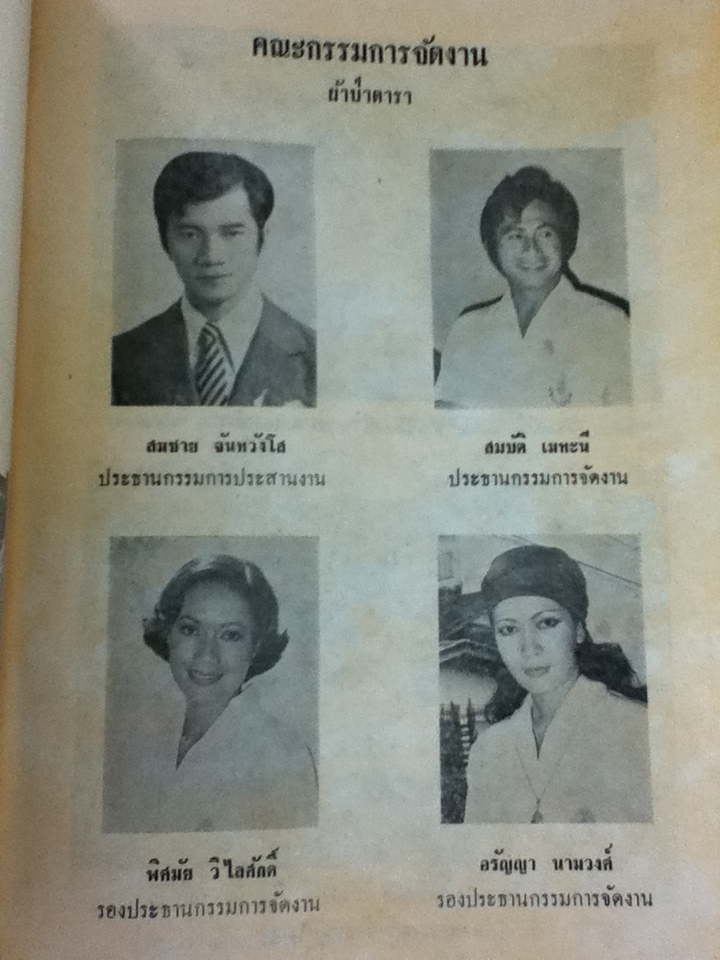 คณะกรรมการจัดงาน
ผ้าป่าดารา
สมชาย จันทวังโส
ประธานกรรมการประสานงาน
สมบัติ เมทะนี
ประธานกรรมการจัดงาน
พิศมัย วิไลศักดิ์
รองประธานกรรมการจัดงาน
อรัญญา นามวงศ์
รองประธานกรรมการจัดงาน